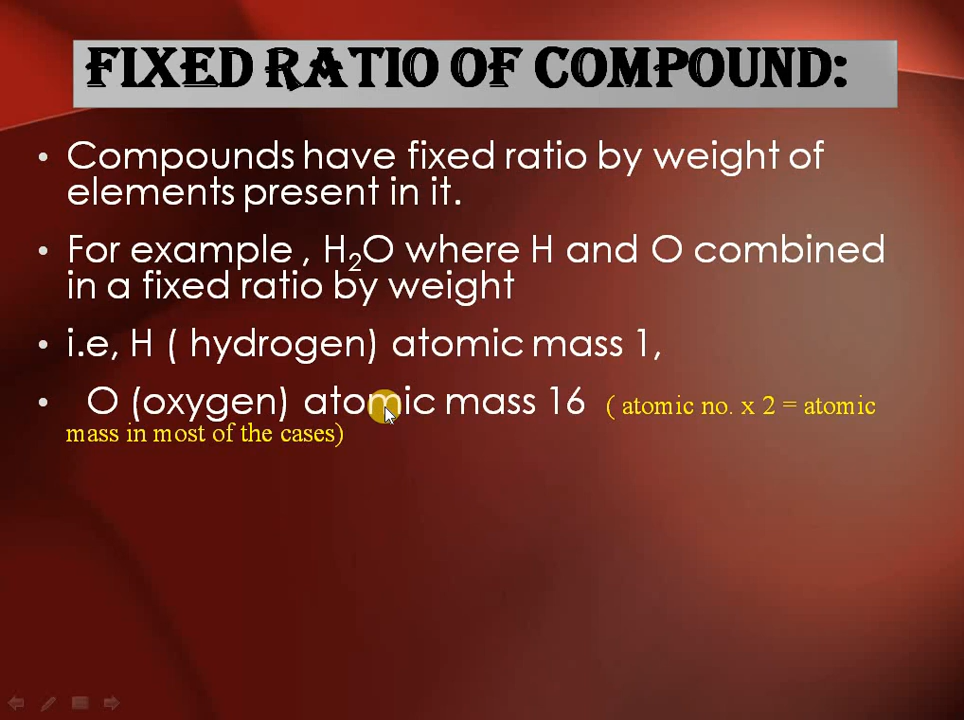 FIXED RATIO OF COMPOUND:
• Compounds have fixed ratio by weight of
elements present in it.
• For example , H₂O where H and O combined
in a fixed ratio by weight
• i.e, H ( hydrogen) atomic mass 1,
• O (oxygen) atomic mass 16 ( atomic no. x 2 = atomic
mass in most of the cases)